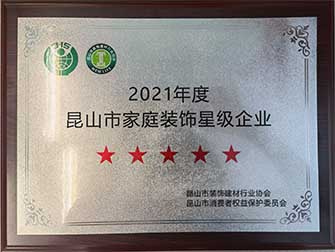 2021年度
昆山市家庭装饰星级企业
昆山市装饰建材行业协会
昆山市消费者权益保护委员会